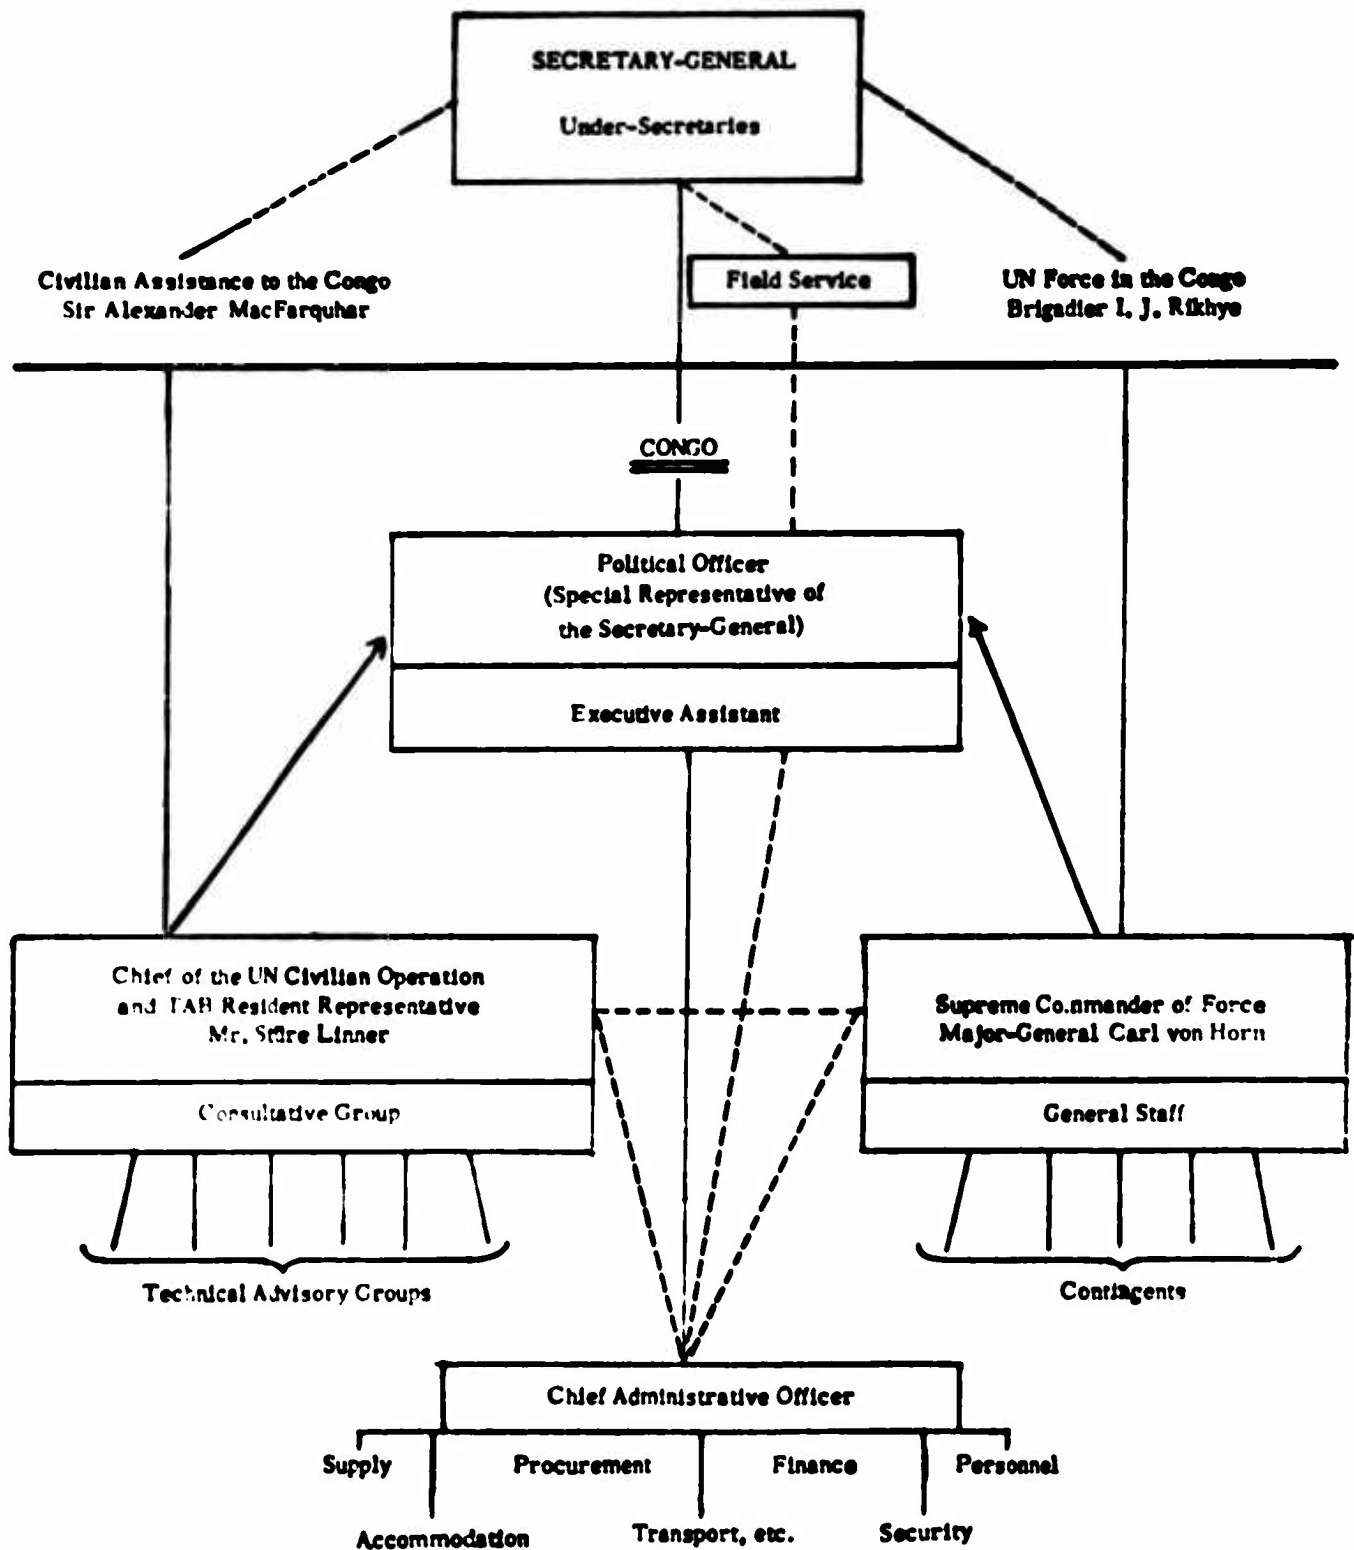 SECRETARY-GENERAL
Under-Secretaries
Civilian Assistance to the Congo
Sir Alexander MacFarquhar
Field Service
UN Force in the Congo
Brigadier I. J. Rikhye
CONGO
Political Officer
(Special Representative of
the Secretary-General)
Executive Assistant
Chief of the UN Civilian Operation
and TAB Resident Representative
Mr. Stüre Linner
Supreme Commander of Force
Major-General Carl von Horn
Consultative Group
General Staff
Technical Advisory Groups
Contingents
Chief Administrative Officer
Supply
Procurement
Finance
Personnel
Accommodation
Transport, etc.
Security